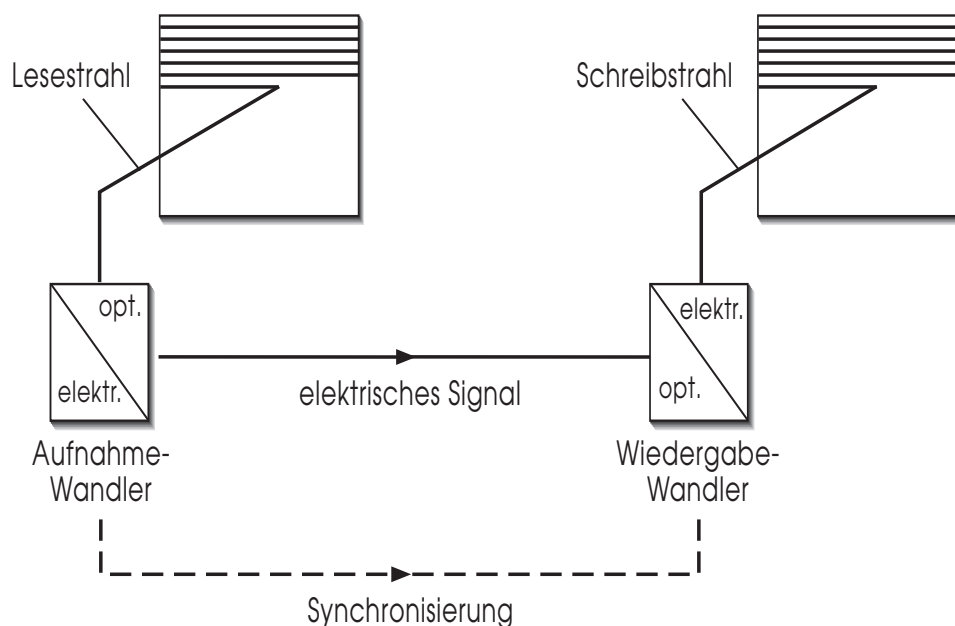 Lesestrahl
Schreibstrahl
opt.
elektr.
elektr.
opt.
elektrisches Signal
Aufnahme-
Wandler
Wiedergabe-
Wandler
Synchronisierung